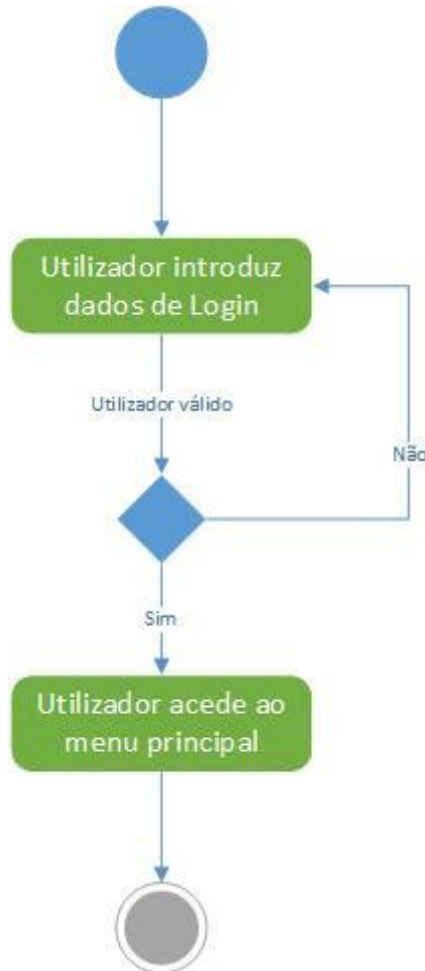 Utilizador introduz
dados de Login
Utilizador válido
Não
Sim
Utilizador acede ao
menu principal